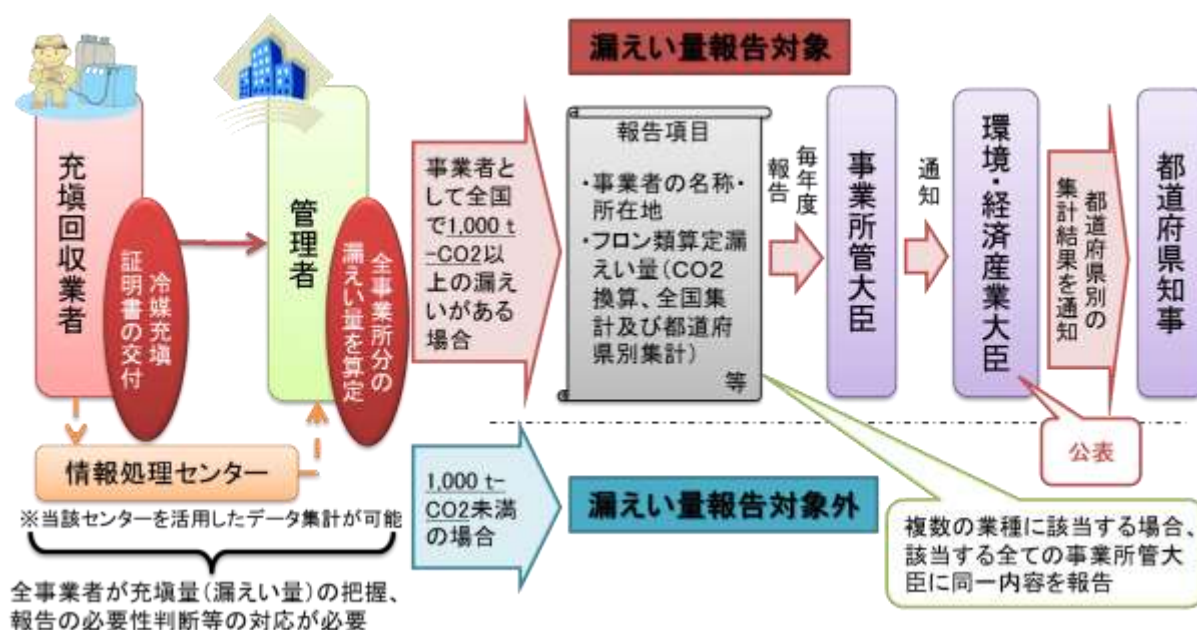 漏えい量報告対象
充塡回収業者
冷媒充塡
証明書の交付
管理者
全事業所分の
漏えい量を算定
事業者と
して全国
で1,000 t
-CO2以
上の漏え
いがある
場合
報告項目
・事業者の名称・
所在地
・フロン類算定漏
えい量(CO2
換算、全国集
計及び都道府
県別集計)
等
毎年度
報告
事業所管大臣
通知
環境・経済産業大臣
都道府県別の
集計結果を通知
都道府県知事
公表
情報処理センター
※当該センターを活用したデータ集計が可能
全事業者が充塡量(漏えい量)の把握、
報告の必要性判断等の対応が必要
1,000 t-
CO2未満
の場合
漏えい量報告対象外
複数の業種に該当する場合、
該当する全ての事業所管大
臣に同一内容を報告